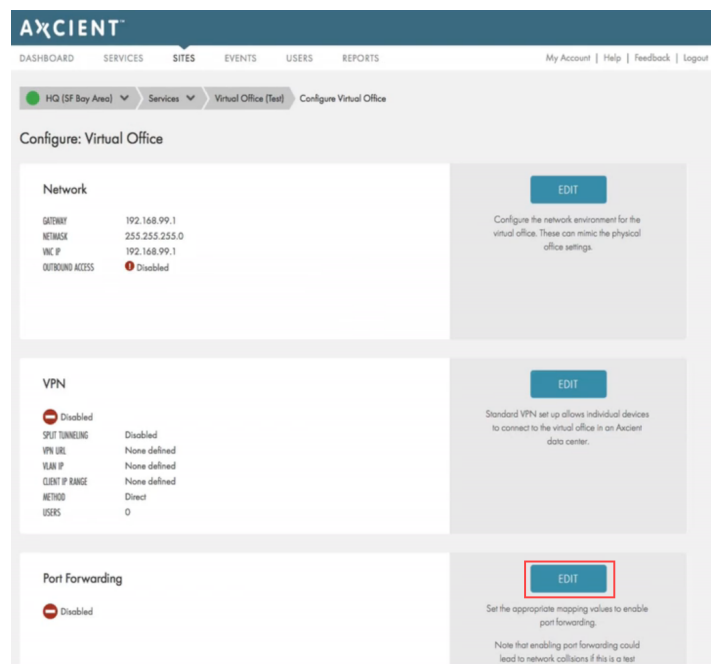 AXCIENT
DASHBOARD SERVICES SITES EVENTS USERS REPORTS My Account | Help | Feedback | Logout
HQ (SF Bay Area) Services Virtual Office (Test) Configure Virtual Office
Configure: Virtual Office
Network
GATEWAY 192.168.99.1
NETMASK 255.255.255.0
VNC IP 192.168.99.1
OUTBOUND ACCESS Disabled
EDIT
Configure the network environment for the
virtual office. These can mimic the physical
office settings.
VPN
Disabled
SPLIT TUNNELING Disabled
VPN URL None defined
VLAN IP None defined
CLIENT IP RANGE None defined
METHOD Direct
USERS 0
EDIT
Standard VPN set up allows individual devices
to connect to the virtual office in an Axcient
data center.
Port Forwarding
Disabled
EDIT
Set the appropriate mapping values to enable
port forwarding.
Note that enabling port forwarding could
lead to network collisions if this is a test